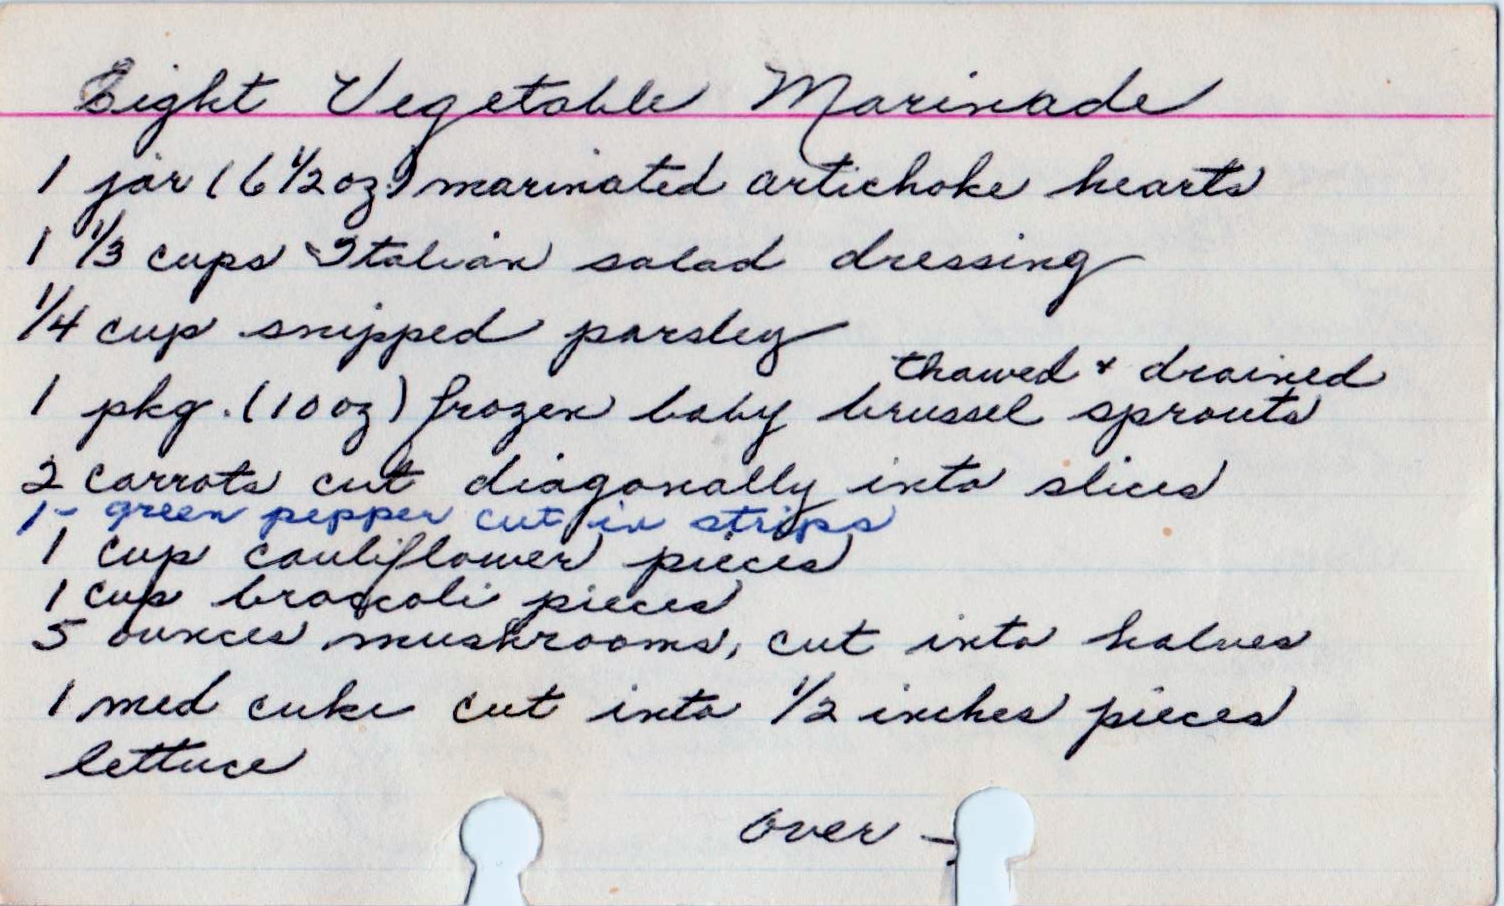 Eight Vegetable Marinade
1 jar (6 1/2 oz.) marinated artichoke hearts
1 1/3 cups Italian salad dressing
1/4 cup snipped parsley
thawed + drained
1 pkg. (10 oz) frozen baby brussel sprouts
2 carrots cut diagonally into slices
1 - green pepper cut in strips
1 cup cauliflower pieces
1 cup broccoli pieces
5 ounces mushrooms, cut into halves
1 med cuke cut into 1/2 inches pieces
lettuce
over -